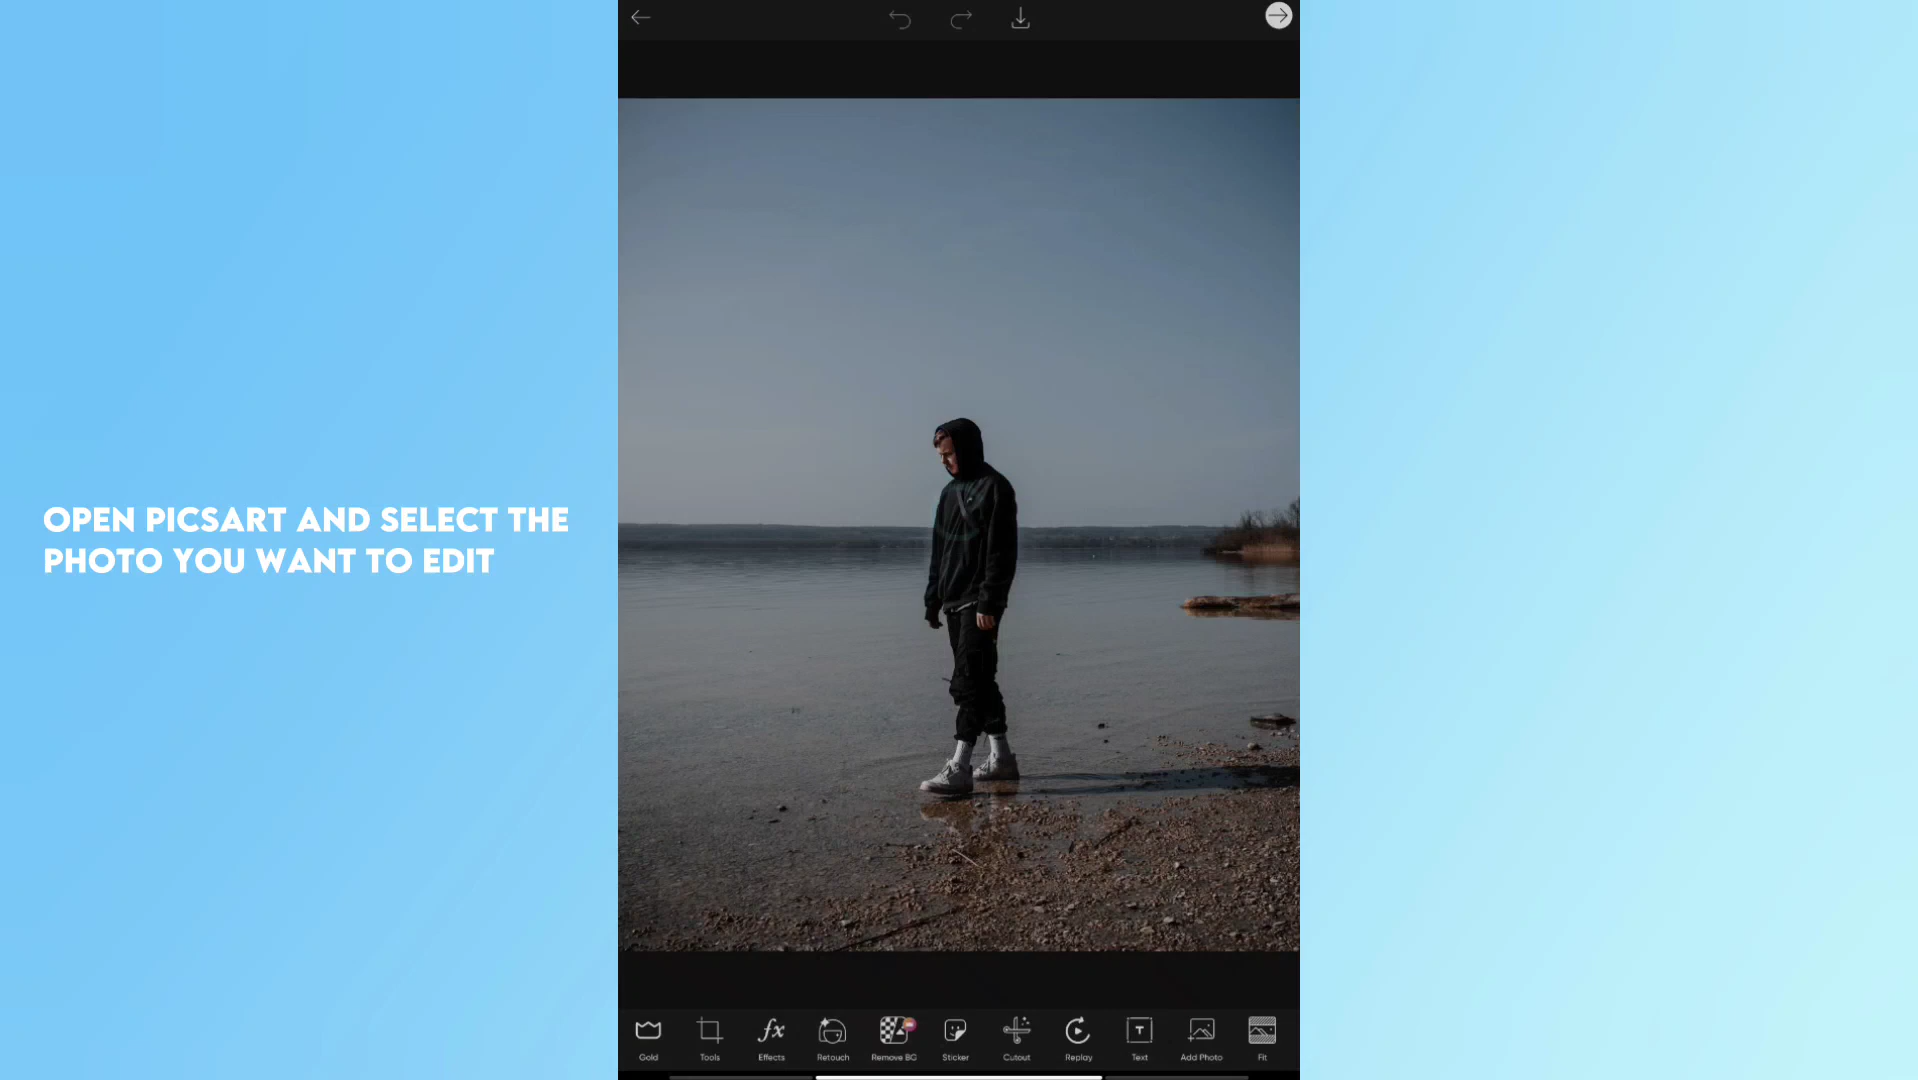 OPEN PICSART AND SELECT THE
PHOTO YOU WANT TO EDIT
Gold
Tools
Effects
Retouch
Remove BG
Sticker
Cutout
Replay
Text
Add Photo
Fit